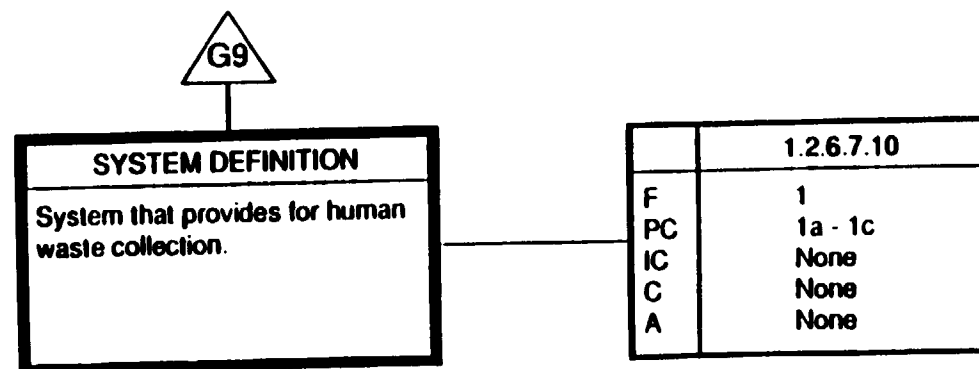 G9
SYSTEM DEFINITION
System that provides for human
waste collection.
1.2.6.7.10
F 1
PC 1a - 1c
IC None
C None
A None